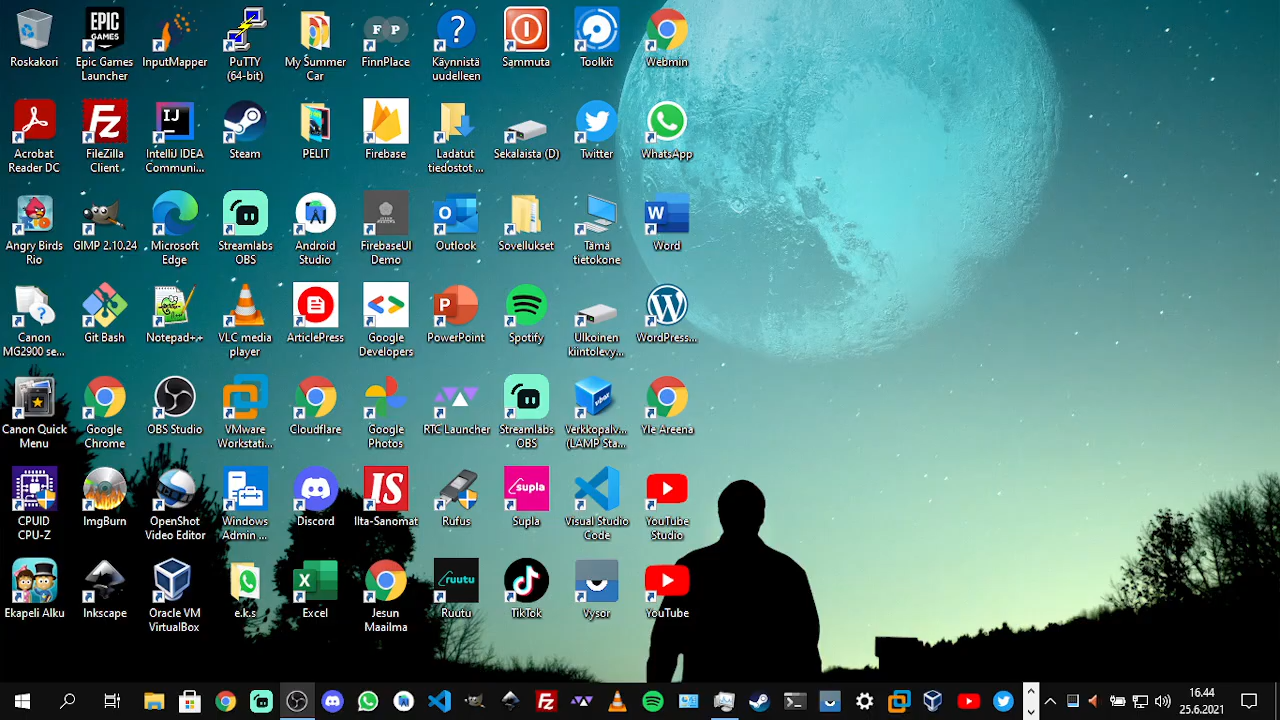 Roskakori
Epic Games
Launcher
InputMapper
PuTTY
(64-bit)
My Summer
Car
FinnPlace
Käynnistä
uudelleen
Sammuta
Toolkit
Webmin
Acrobat
Reader DC
FileZilla
Client
IntelliJ IDEA
Communi...
Steam
PELIT
Firebase
Ladatut
tiedostot ...
Sekalaista (D)
Twitter
WhatsApp
Angry Birds
Rio
GIMP 2.10.24
Microsoft
Edge
Streamlabs
OBS
Android
Studio
FirebaseUI
Demo
Outlook
Sovellukset
Tämä
tietokone
Word
Canon
MG2900 se...
Git Bash
Notepad++
VLC media
player
ArticlePress
Google
Developers
PowerPoint
Spotify
Ulkoinen
kiintolevy...
WordPress...
Canon Quick
Menu
Google
Chrome
OBS Studio
VMware
Workstati...
Cloudflare
Google
Photos
RTC Launcher
Streamlabs
OBS
Verkkopalv...
(LAMP Sta...
Yle Areena
CPUID
CPU-Z
ImgBurn
OpenShot
Video Editor
Windows
Admin ...
Discord
IS
Ilta-Sanomat
Rufus
supla
Supla
Visual Studio
Code
YouTube
Studio
Ekapeli Alku
Inkscape
Oracle VM
VirtualBox
e.k.s
Excel
Jesun
Maailma
ruutu
Ruutu
TikTok
Vysor
YouTube
16.44
25.6.2021